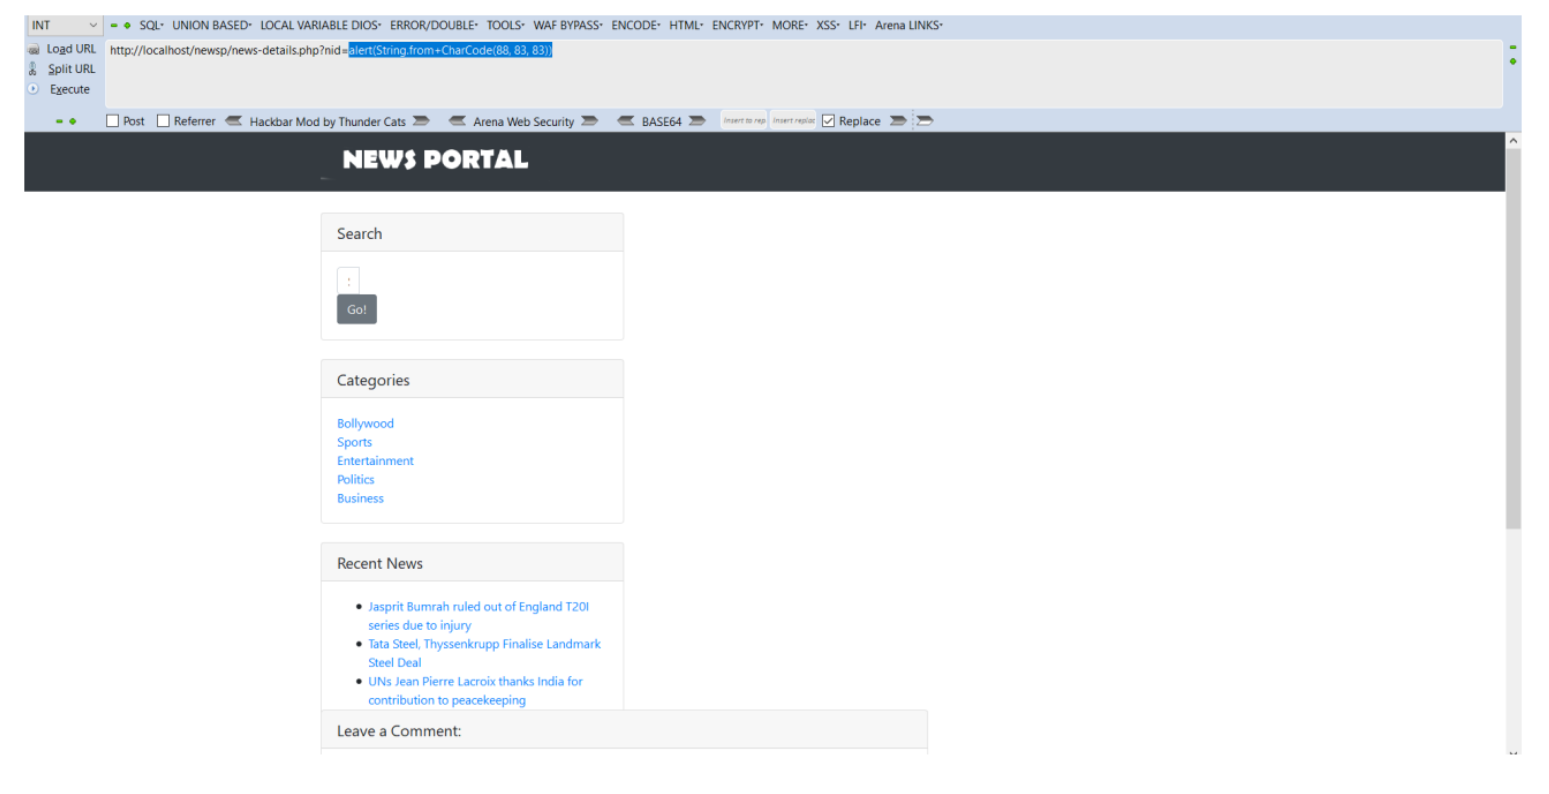 INT SQL· UNION BASED· LOCAL VARIABLE DIOS· ERROR/DOUBLE· TOOLS· WAF BYPASS· ENCODE· HTML· ENCRYPT· MORE· XSS· LFI· Arena LINKS·
Load URL http://localhost/newsp/news-details.php?nid=alert(String.from+CharCode(88, 83, 83))
Split URL
Execute
Post Referrer Hackbar Mod by Thunder Cats Arena Web Security BASE64 Insert to rep Insert replac Replace
NEWS PORTAL
Search
:
Go!
Categories
Bollywood
Sports
Entertainment
Politics
Business
Recent News
Jasprit Bumrah ruled out of England T20I
series due to injury
Tata Steel, Thyssenkrupp Finalise Landmark
Steel Deal
UNs Jean Pierre Lacroix thanks India for
contribution to peacekeeping
Leave a Comment: